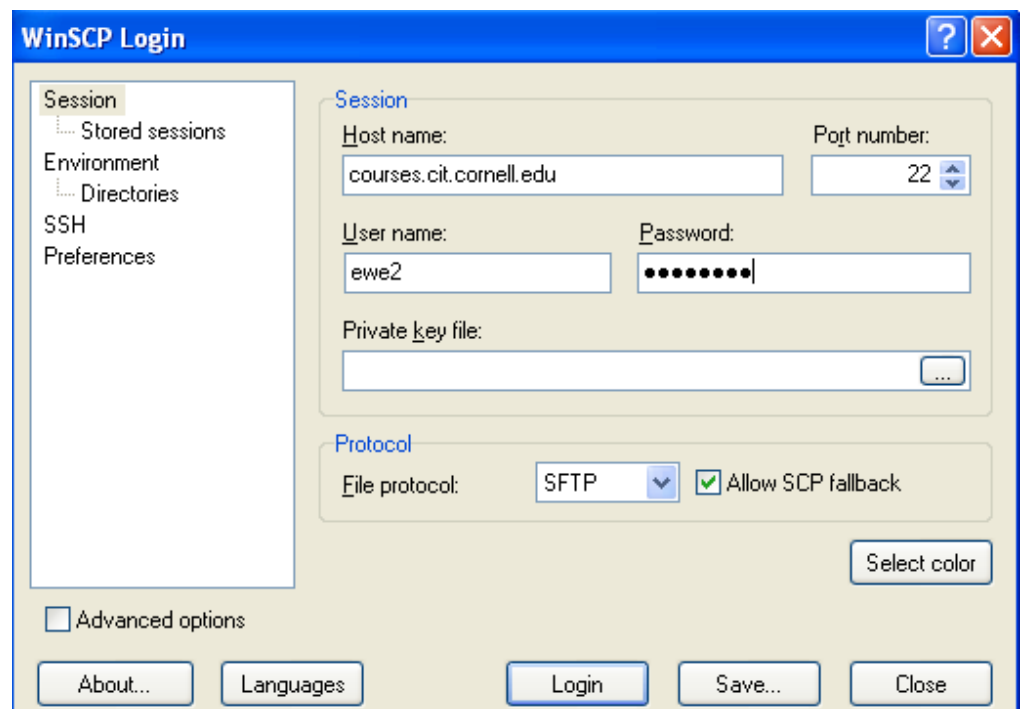 WinSCP Login
Session
Stored sessions
Environment
Directories
SSH
Preferences
Session
Host name:
Port number:
courses.cit.cornell.edu
22
User name:
Password:
ewe2
●●●●●●●●
Private key file:
...
Protocol
File protocol:
SFTP
Allow SCP fallback
Select color
Advanced options
About...
Languages
Login
Save...
Close